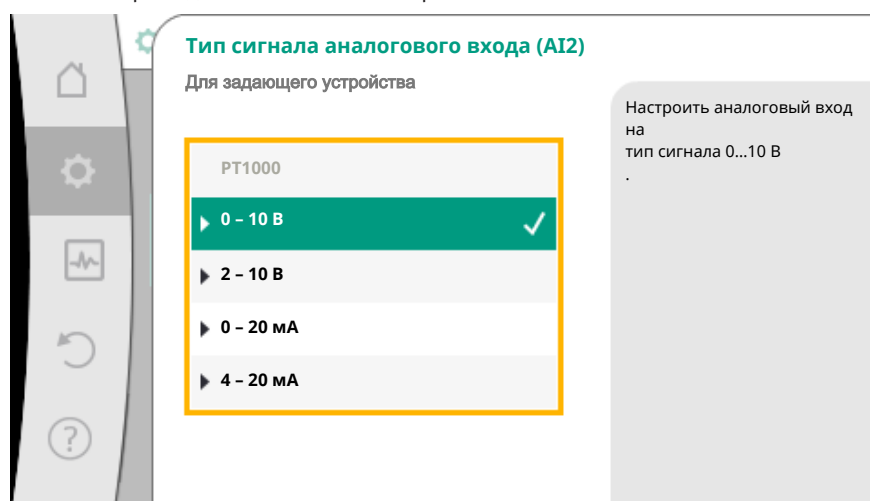 Тип сигнала аналогового входа (AI2)
Для задающего устройства
PT1000
0 – 10 В
2 – 10 В
0 – 20 мА
4 – 20 мА
Настроить аналоговый вход
на
тип сигнала 0...10 В
.
?